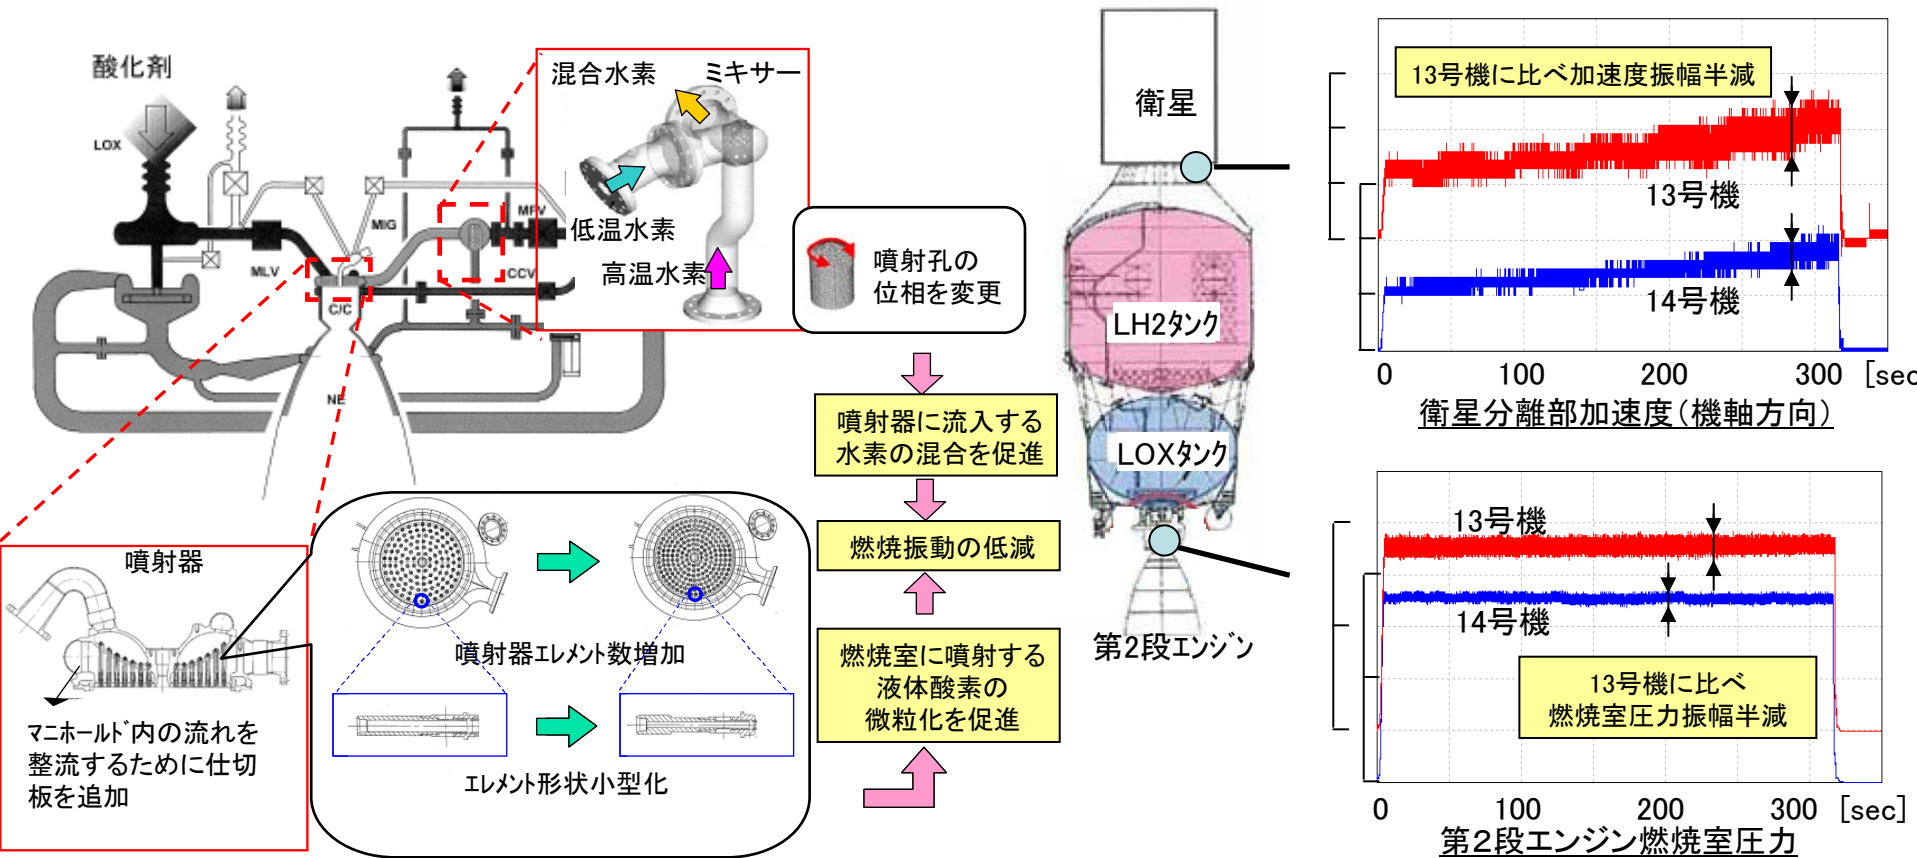 酸化剤
LOX
MLV
MIG
MFV
CCV
C/C
NE
混合水素
ミキサー
低温水素
高温水素
噴射孔の
位相を変更
噴射器に流入する
水素の混合を促進
燃焼振動の低減
燃焼室に噴射する
液体酸素の
微粒化を促進
噴射器
マニホールド内の流れを
整流するために仕切
板を追加
噴射器エレメント数増加
エレメント形状小型化
衛星
LH2タンク
LOXタンク
第2段エンジン
13号機に比べ加速度振幅半減
13号機
14号機
0 100 200 300 [sec
衛星分離部加速度(機軸方向)
13号機
14号機
13号機に比べ
燃焼室圧力振幅半減
0 100 200 300 [sec]
第2段エンジン燃焼室圧力